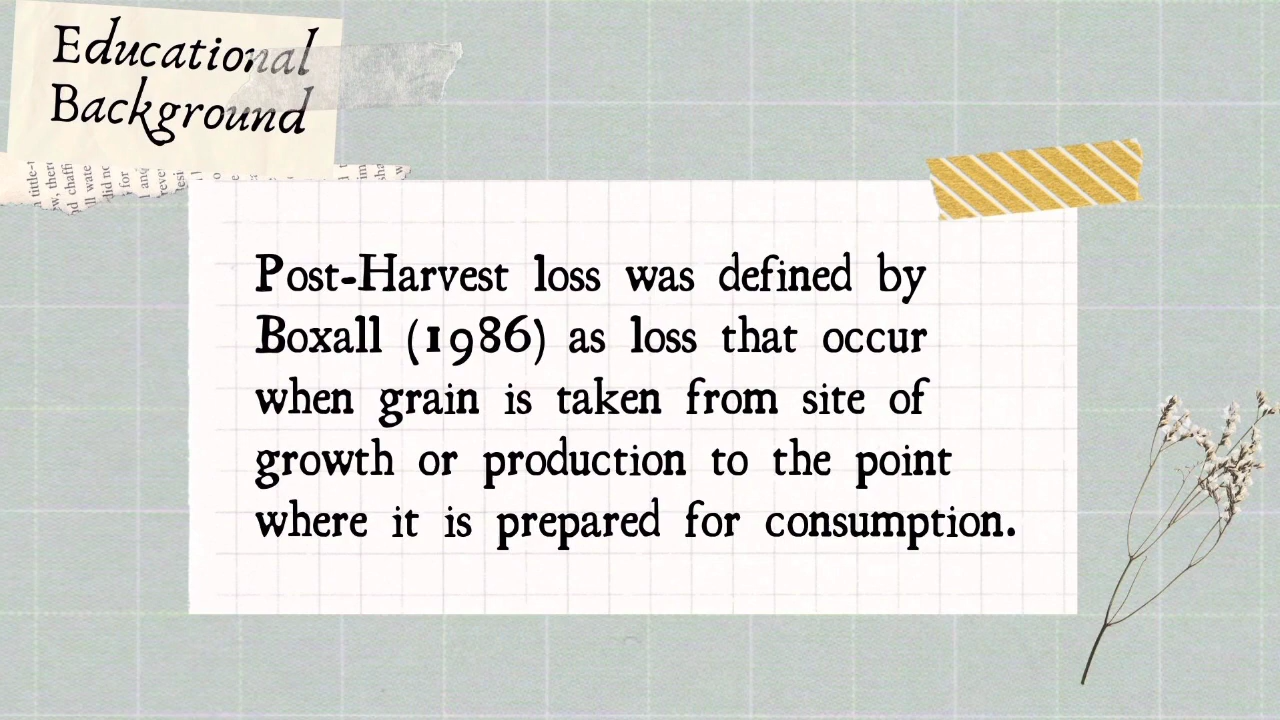 Educational
Background
Post-Harvest loss was defined by
Boxall (1986) as loss that occur
when grain is taken from site of
growth or production to the point
where it is prepared for consumption.